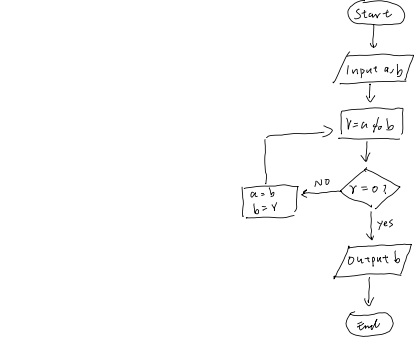 Start
Input a,b
r=a % b
r=0?
NO
a=b
b=r
yes
Output b
End